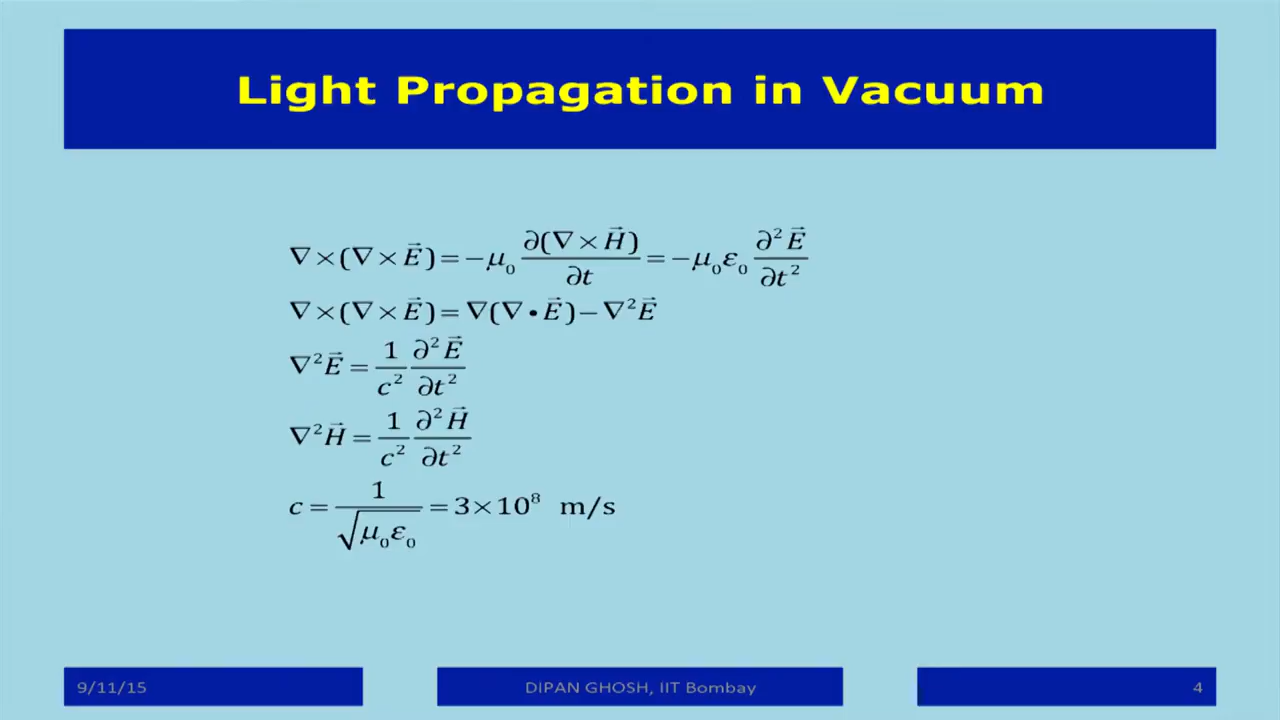 Light Propagation in Vacuum
∇×(∇×E⃗)=−μ₀ ∂(∇×H⃗)/∂t = −μ₀ε₀ ∂²E⃗/∂t²
∇×(∇×E⃗)=∇(∇•E⃗)−∇²E⃗
∇²E⃗ = 1/c² ∂²E⃗/∂t²
∇²H⃗ = 1/c² ∂²H⃗/∂t²
c = 1/√μ₀ε₀ = 3×10⁸ m/s
9/11/15
DIPAN GHOSH, IIT Bombay
4